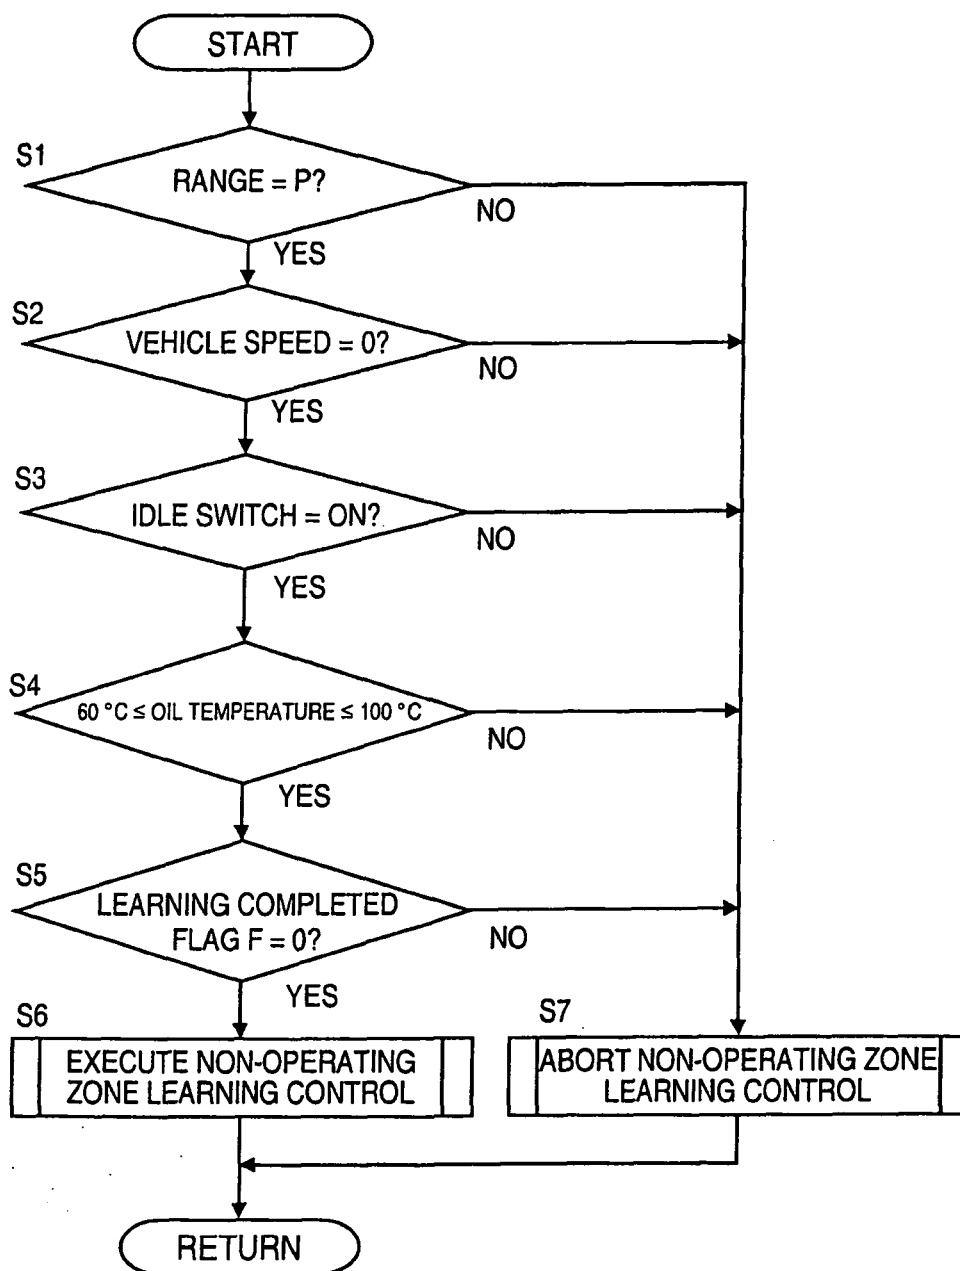 START
S1
RANGE = P?
NO
YES
S2
VEHICLE SPEED = 0?
NO
YES
S3
IDLE SWITCH = ON?
NO
YES
S4
60 °C ≤ OIL TEMPERATURE ≤ 100 °C
NO
YES
S5
LEARNING COMPLETED
FLAG F = 0?
NO
YES
S6
EXECUTE NON-OPERATING
ZONE LEARNING CONTROL
S7
ABORT NON-OPERATING ZONE
LEARNING CONTROL
RETURN